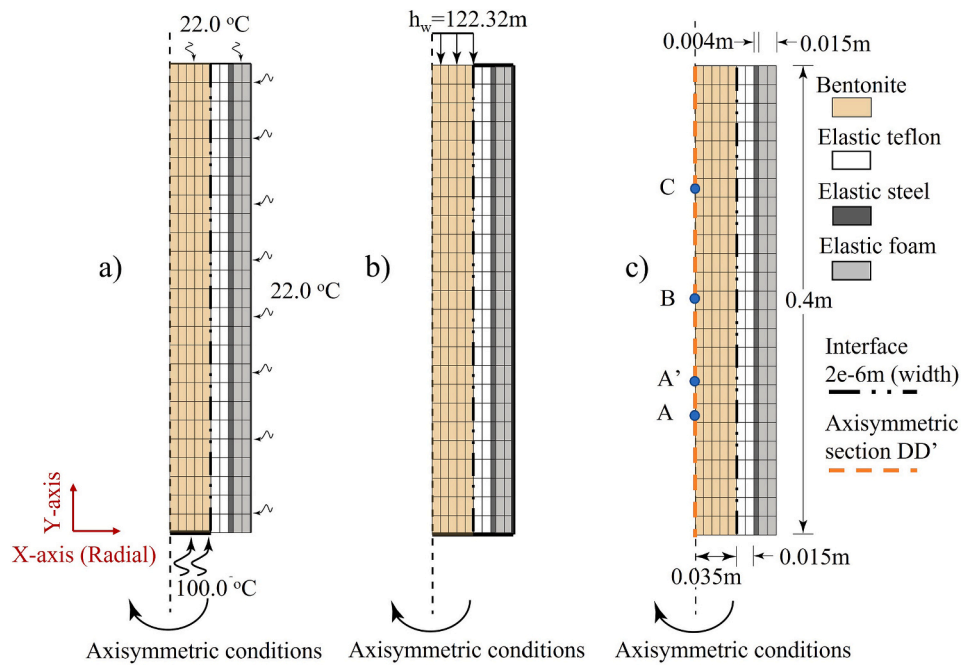 22.0 °C
a)
22.0 °C
Y-axis
X-axis (Radial)
100.0 °C
Axisymmetric conditions
h_w=122.32m
b)
Axisymmetric conditions
0.004m
0.015m
C
B
c)
A'
A
0.4m
0.035m
0.015m
Axisymmetric conditions
Bentonite
Elastic teflon
Elastic steel
Elastic foam
Interface
2e-6m (width)
Axisymmetric
section DD'